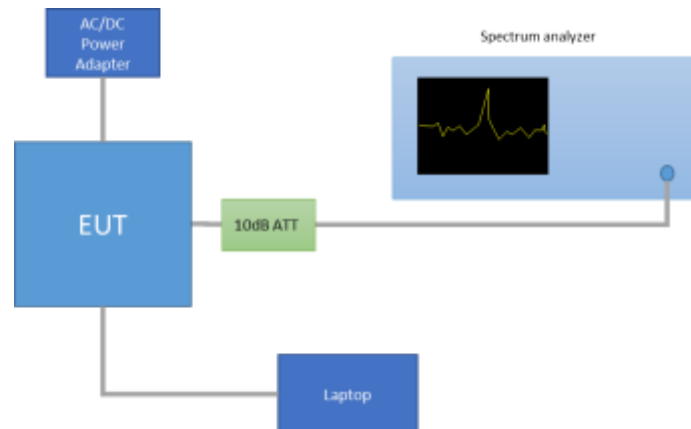 AC/DC
Power
Adapter
Spectrum analyzer
EUT
10dB ATT
Laptop